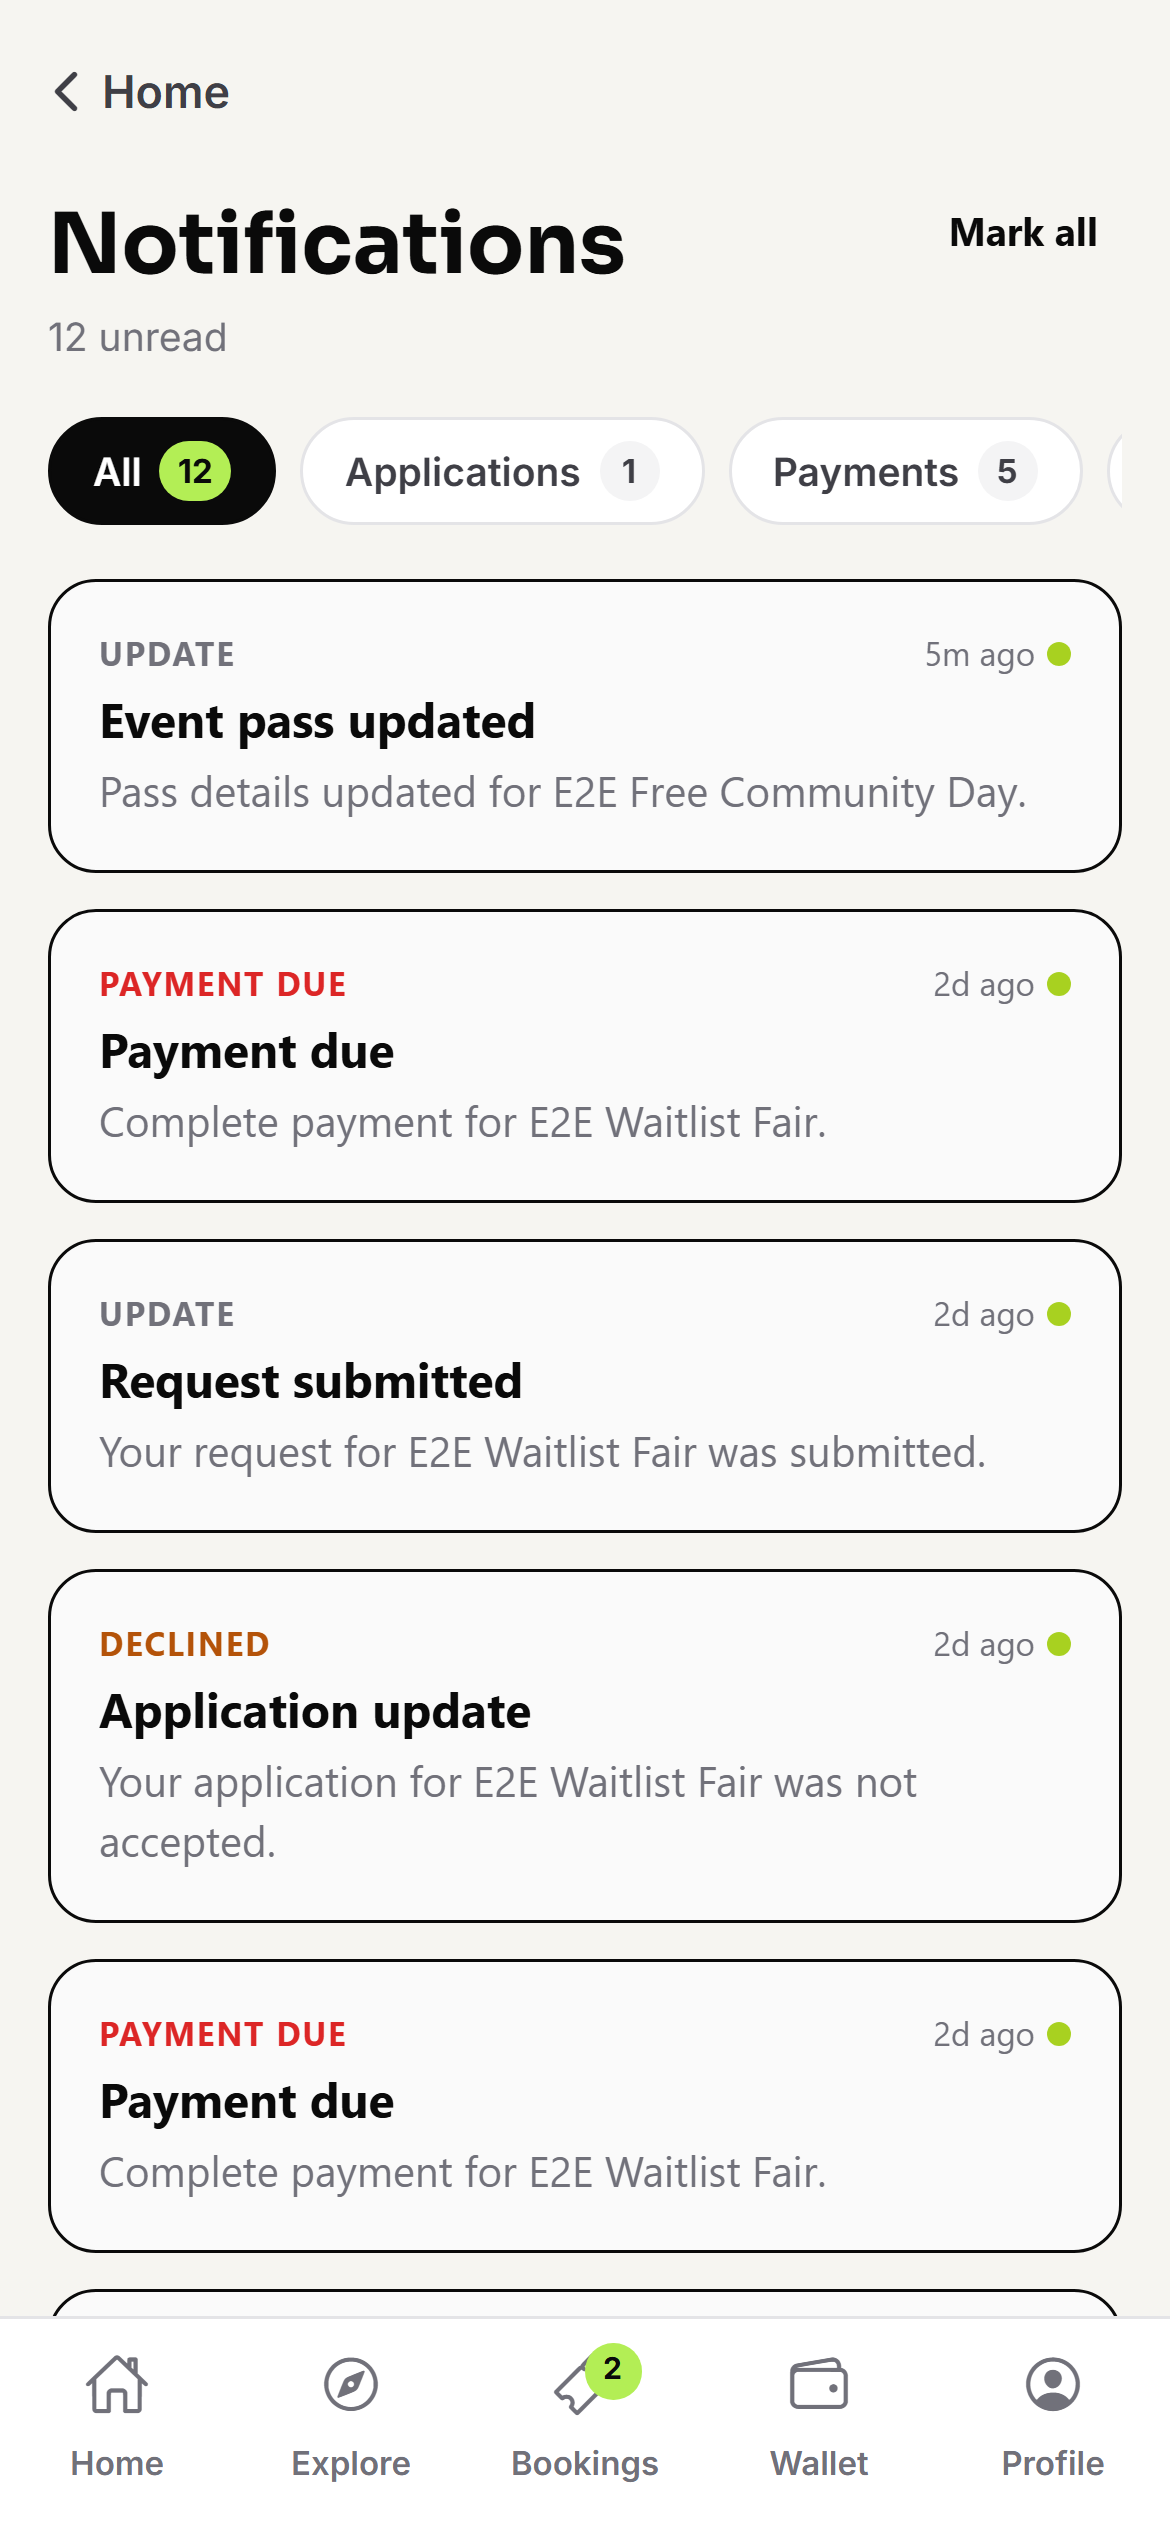 Home
Notifications
Mark all
12 unread
All 12
Applications 1
Payments 5
UPDATE
5m ago
Event pass updated
Pass details updated for E2E Free Community Day.
PAYMENT DUE
2d ago
Payment due
Complete payment for E2E Waitlist Fair.
UPDATE
2d ago
Request submitted
Your request for E2E Waitlist Fair was submitted.
DECLINED
2d ago
Application update
Your application for E2E Waitlist Fair was not
accepted.
PAYMENT DUE
2d ago
Payment due
Complete payment for E2E Waitlist Fair.
2
Home
Explore
Bookings
Wallet
Profile